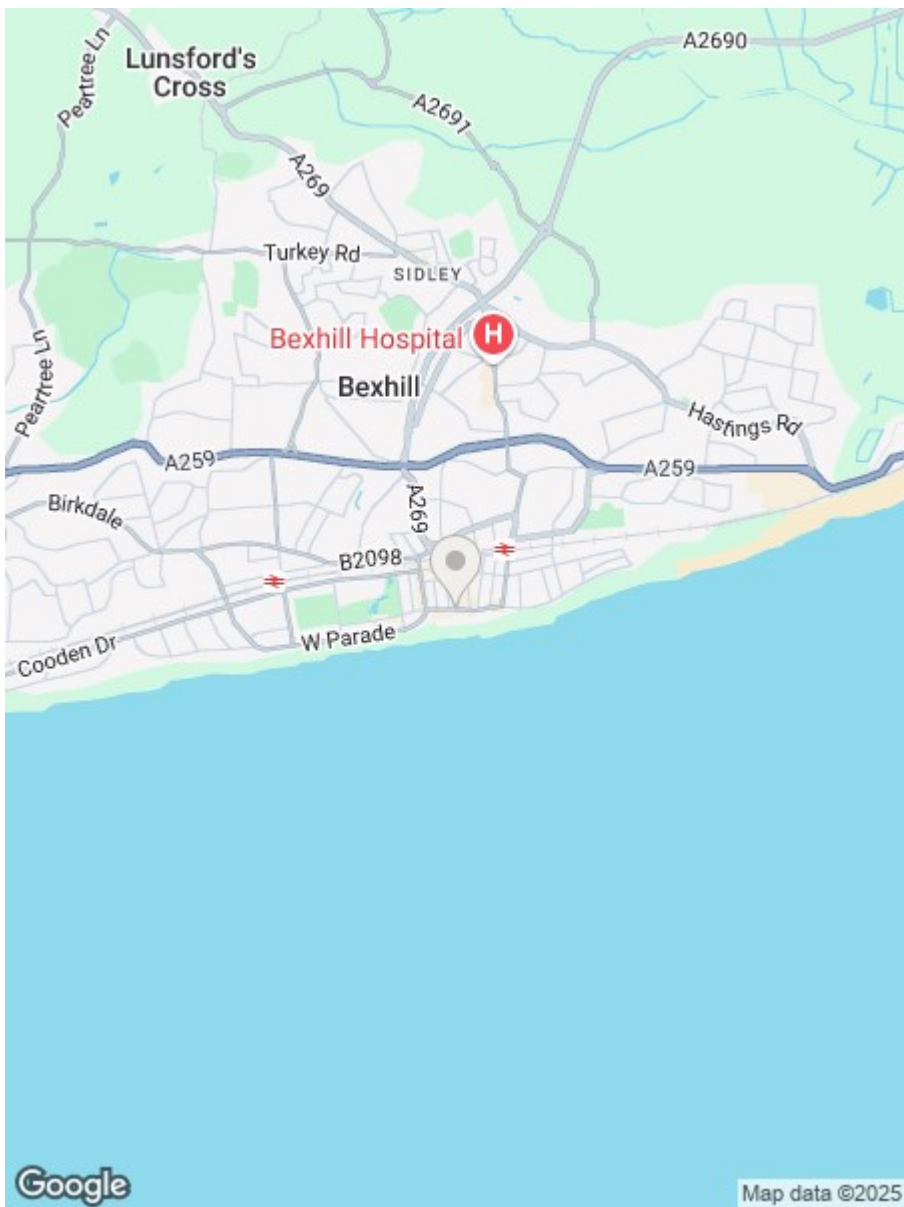 Peartree Ln
Lunsford's
Cross
A2690
A2691
A269
Turkey Rd
SIDLEY
Bexhill Hospital
H
Peartree Ln
Bexhill
Hastings Rd
A259
A259
Birkdale
A269
B2098
W Parade
Cooden Dr
Google
Map data ©2025